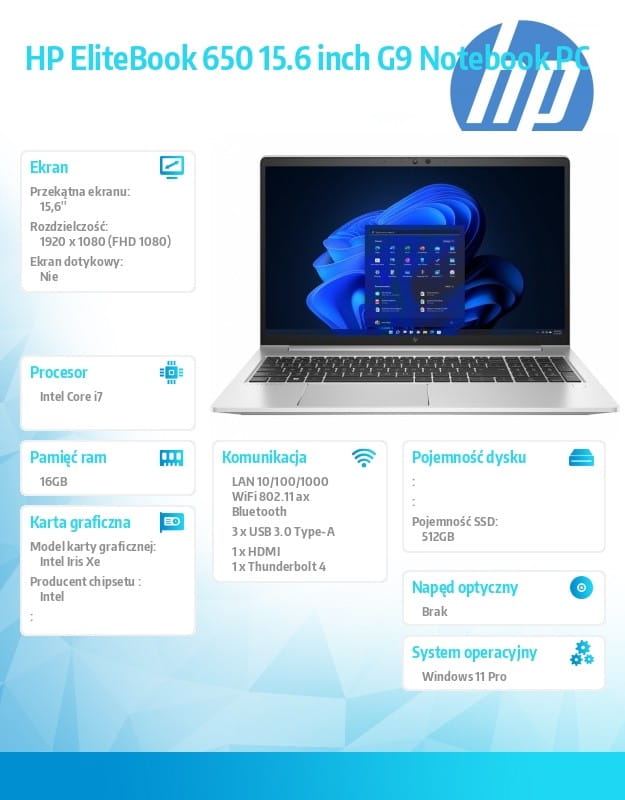 HP EliteBook 650 15.6 inch G9 Notebook PC
hp
Ekran
Przekątna ekranu:
15,6"
Rozdzielczość:
1920 x 1080 (FHD 1080)
Ekran dotykowy:
Nie
Procesor
Intel Core i7
Pamięć ram
16GB
Karta graficzna
Model karty graficznej:
Intel Iris Xe
Producent chipsetu :
Intel
:
Komunikacja
LAN 10/100/1000
WiFi 802.11 ax
Bluetooth
3 x USB 3.0 Type-A
1 x HDMI
1 x Thunderbolt 4
Pojemność dysku
:
:
Pojemność SSD:
512GB
Napęd optyczny
Brak
System operacyjny
Windows 11 Pro